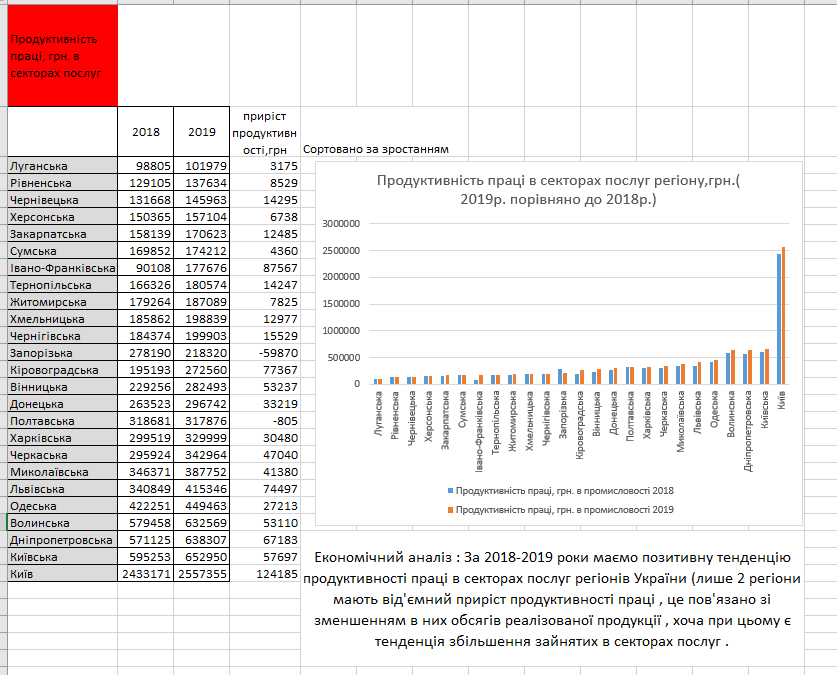 Продуктивність
праці, грн. в
секторах послуг
2018 2019 приріст
продуктивн
ості,грн
Сортовано за зростанням
Луганська 98805 101979 3175
Рівненська 129105 137634 8529
Чернівецька 131668 145963 14295
Херсонська 150365 157104 6738
Закарпатська 158139 170623 12485
Сумська 169852 174212 4360
Івано-Франківська 90108 177676 87567
Тернопільська 166326 180574 14247
Житомирська 179264 187089 7825
Хмельницька 185862 198839 12977
Чернігівська 184374 199903 15529
Запорізька 278190 218320 -59870
Кіровоградська 195193 272560 77367
Вінницька 229256 282493 53237
Донецька 263523 296742 33219
Полтавська 318681 317876 -805
Харківська 299519 329999 30480
Черкаська 295924 342964 47040
Миколаївська 346371 387752 41380
Львівська 340849 415346 74497
Одеська 422251 449463 27213
Волинська 579458 632569 53110
Дніпропетровська 571125 638307 67183
Київська 595253 652950 57697
Київ 2433171 2557355 124185
Продуктивність праці в секторах послуг регіону,грн.(
2019р. порівняно до 2018р.)
3000000
2500000
2000000
1500000
1000000
500000
0
Луганська
Рівненська
Чернівецька
Херсонська
Закарпатська
Сумська
Івано-Франківська
Тернопільська
Житомирська
Хмельницька
Чернігівська
Запорізька
Кіровоградська
Вінницька
Донецька
Полтавська
Харківська
Черкаська
Миколаївська
Львівська
Одеська
Волинська
Дніпропетровська
Київська
Київ
Продуктивність праці, грн. в промисловості 2018
Продуктивність праці, грн. в промисловості 2019
Економічний аналіз : За 2018-2019 роки маємо позитивну тенденцію
продуктивності праці в секторах послуг регіонів України (лише 2 регіони
мають від'ємний приріст продуктивності праці , це пов'язано зі
зменшенням в них обсягів реалізованої продукції , хоча при цьому є
тенденція збільшення зайнятих в секторах послуг .